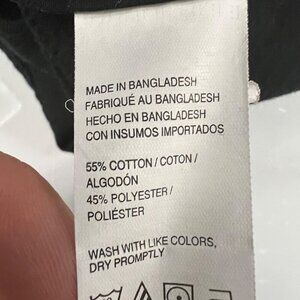 MADE IN BANGLADESH
FABRIQUÉ AU BANGLADESH
HECHO EN BANGLADESH
CON INSUMOS IMPORTADOS
55% COTTON / COTON /
ALGODÓN
45% POLYESTER /
POLIÉSTER
WASH WITH LIKE COLORS,
DRY PROMPTLY